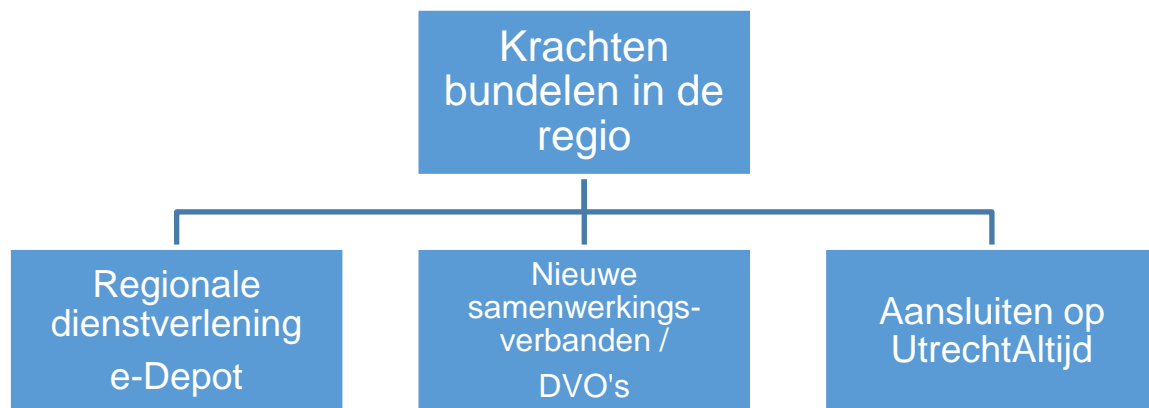 Krachten
bundelen in de
regio
Regionale
dienstverlening
e-Depot
Nieuwe
samenwerkings-
verbanden /
DVO's
Aansluiten op
UtrechtAltijd